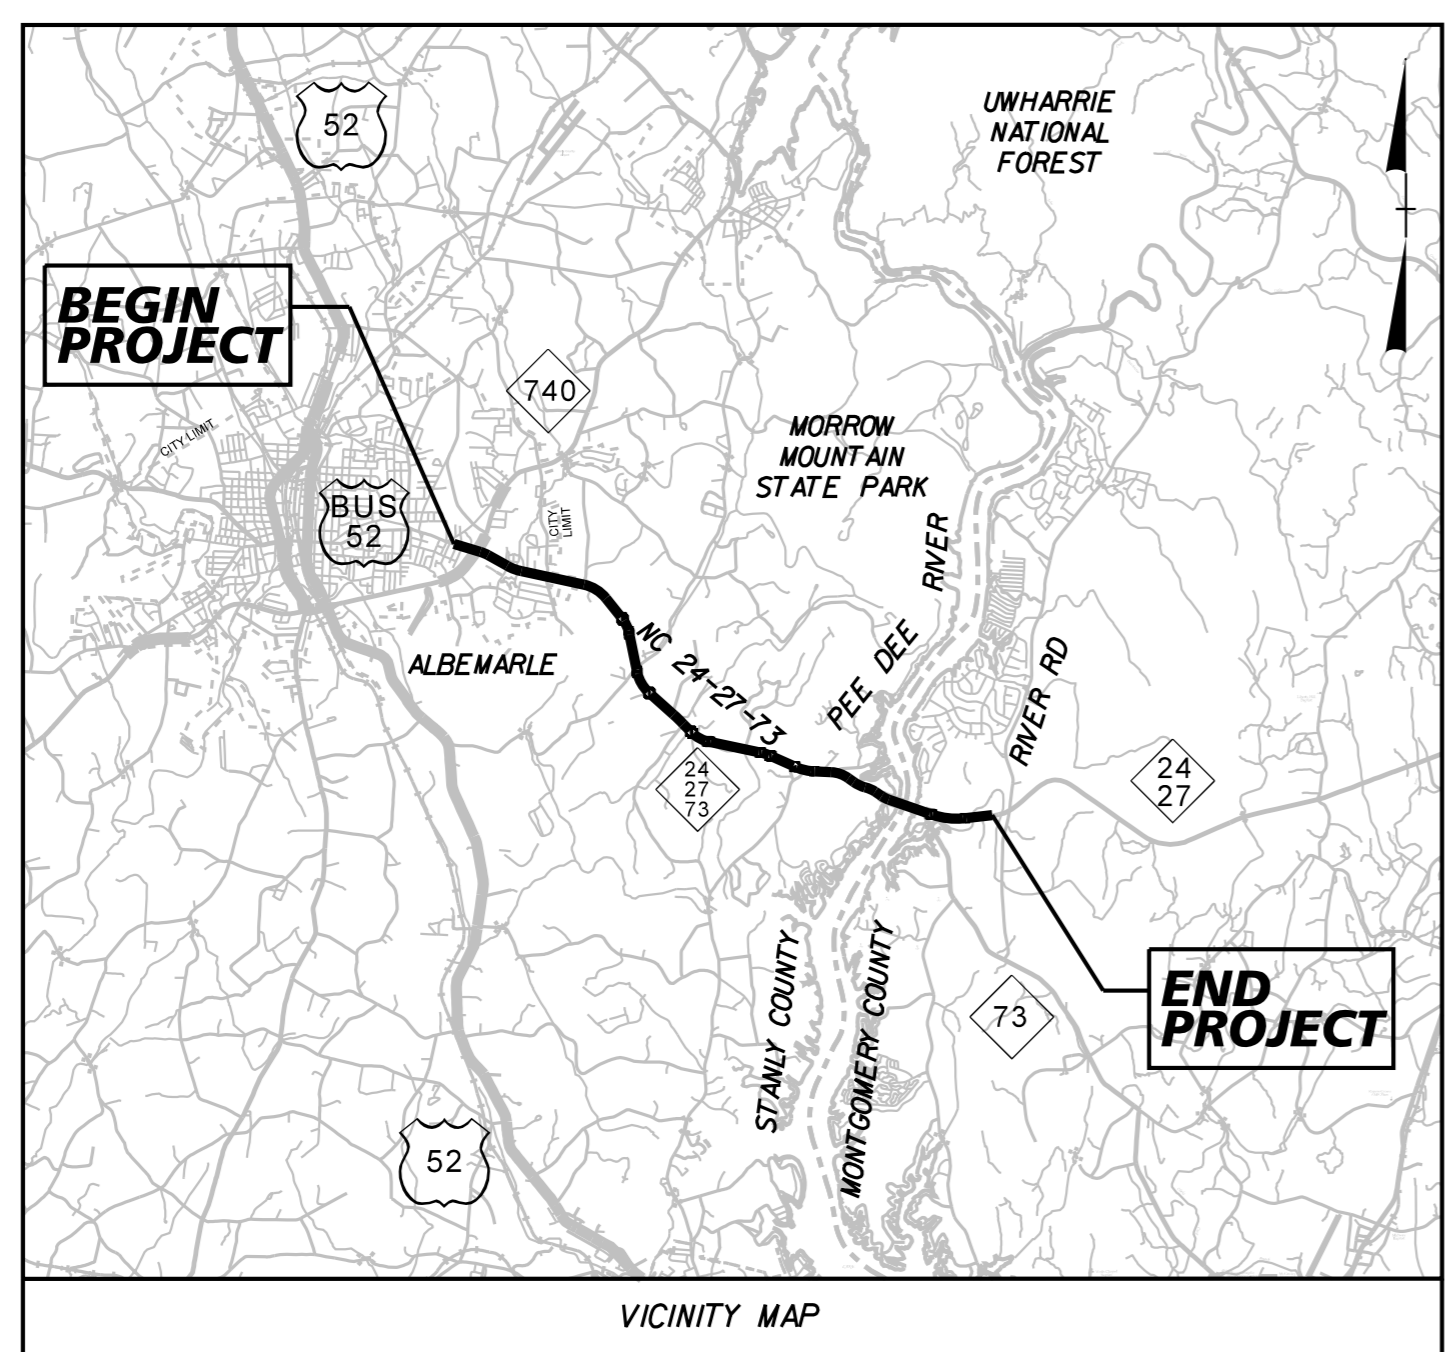 52
UWHARRIE
NATIONAL
FOREST
BEGIN
PROJECT
740
CITY LIMIT
MORROW
MOUNTAIN
STATE PARK
BUS
52
CITY
LIMIT
PEE DEE RIVER
ALBEMARLE
NC 24-27-73
RIVER RD
24
27
73
24
27
STANLY COUNTY
MONTGOMERY COUNTY
73
END
PROJECT
52
VICINITY MAP